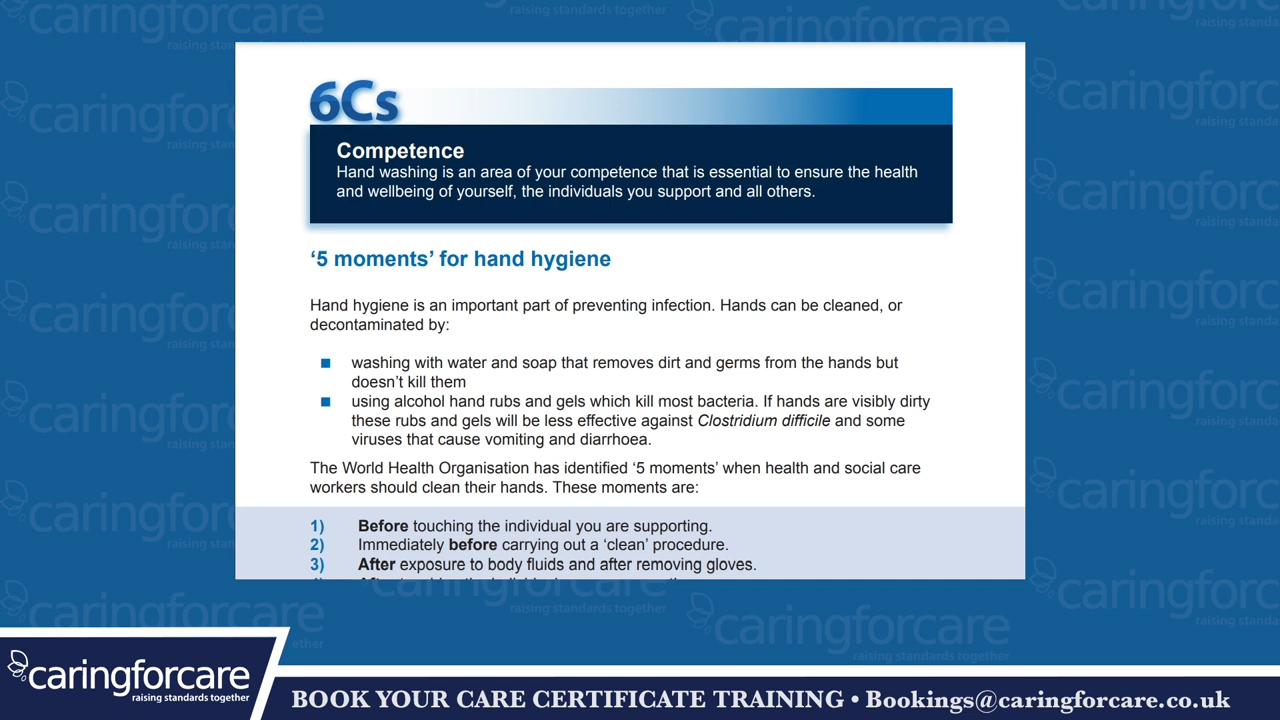 caringforcare
raising standards together
6Cs
Competence
Hand washing is an area of your competence that is essential to ensure the health
and wellbeing of yourself, the individuals you support and all others.
‘5 moments’ for hand hygiene
Hand hygiene is an important part of preventing infection. Hands can be cleaned, or
decontaminated by:
washing with water and soap that removes dirt and germs from the hands but
doesn’t kill them
using alcohol hand rubs and gels which kill most bacteria. If hands are visibly dirty
these rubs and gels will be less effective against Clostridium difficile and some
viruses that cause vomiting and diarrhoea.
The World Health Organisation has identified ‘5 moments’ when health and social care
workers should clean their hands. These moments are:
1) Before touching the individual you are supporting.
2) Immediately before carrying out a ‘clean’ procedure.
3) After exposure to body fluids and after removing gloves.
caringforcare
raising standards together
BOOK YOUR CARE CERTIFICATE TRAINING • Bookings@caringforcare.co.uk